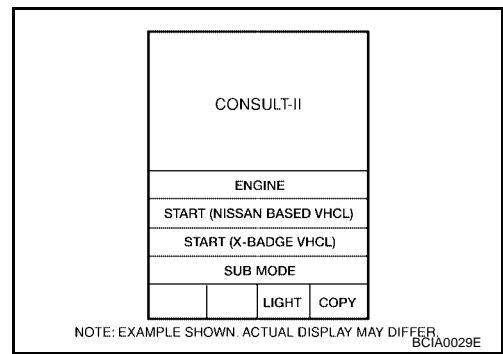 CONSULT-II
ENGINE
START (NISSAN BASED VHCL)
START (X-BADGE VHCL)
SUB MODE
LIGHT COPY
NOTE: EXAMPLE SHOWN. ACTUAL DISPLAY MAY DIFFER.
BCIA0029E